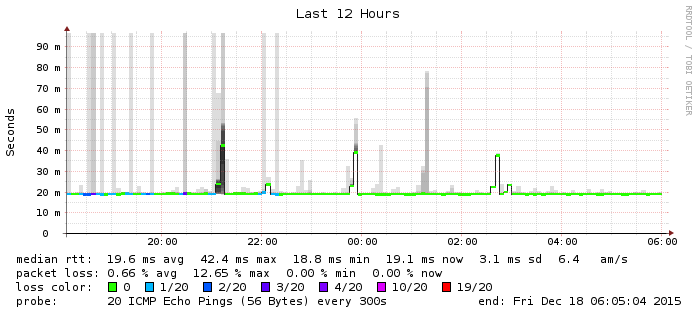 Last 12 Hours
RRDTOOL / TOBI OETIKER
Seconds
90 m
80 m
70 m
60 m
50 m
40 m
30 m
20 m
10 m
0
20:00 22:00 00:00 02:00 04:00 06:00
median rtt: 19.6 ms avg 42.4 ms max 18.8 ms min 19.1 ms now 3.1 ms sd 6.4 am/s
packet loss: 0.66 % avg 12.65 % max 0.00 % min 0.00 % now
loss color: 0 1/20 2/20 3/20 4/20 10/20 19/20
probe: 20 ICMP Echo Pings (56 Bytes) every 300s end: Fri Dec 18 06:05:04 2015